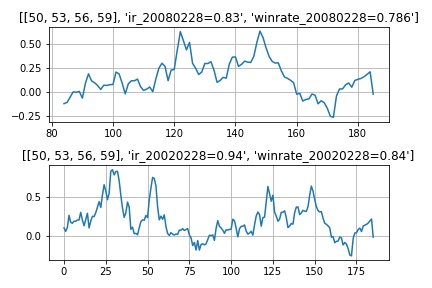 [[50, 53, 56, 59], 'ir_20080228=0.83', 'winrate_20080228=0.786']
0.50
0.25
0.00
−0.25
80 100 120 140 160 180
[[50, 53, 56, 59], 'ir_20020228=0.94', 'winrate_20020228=0.84']
0.5
0.0
0 25 50 75 100 125 150 175